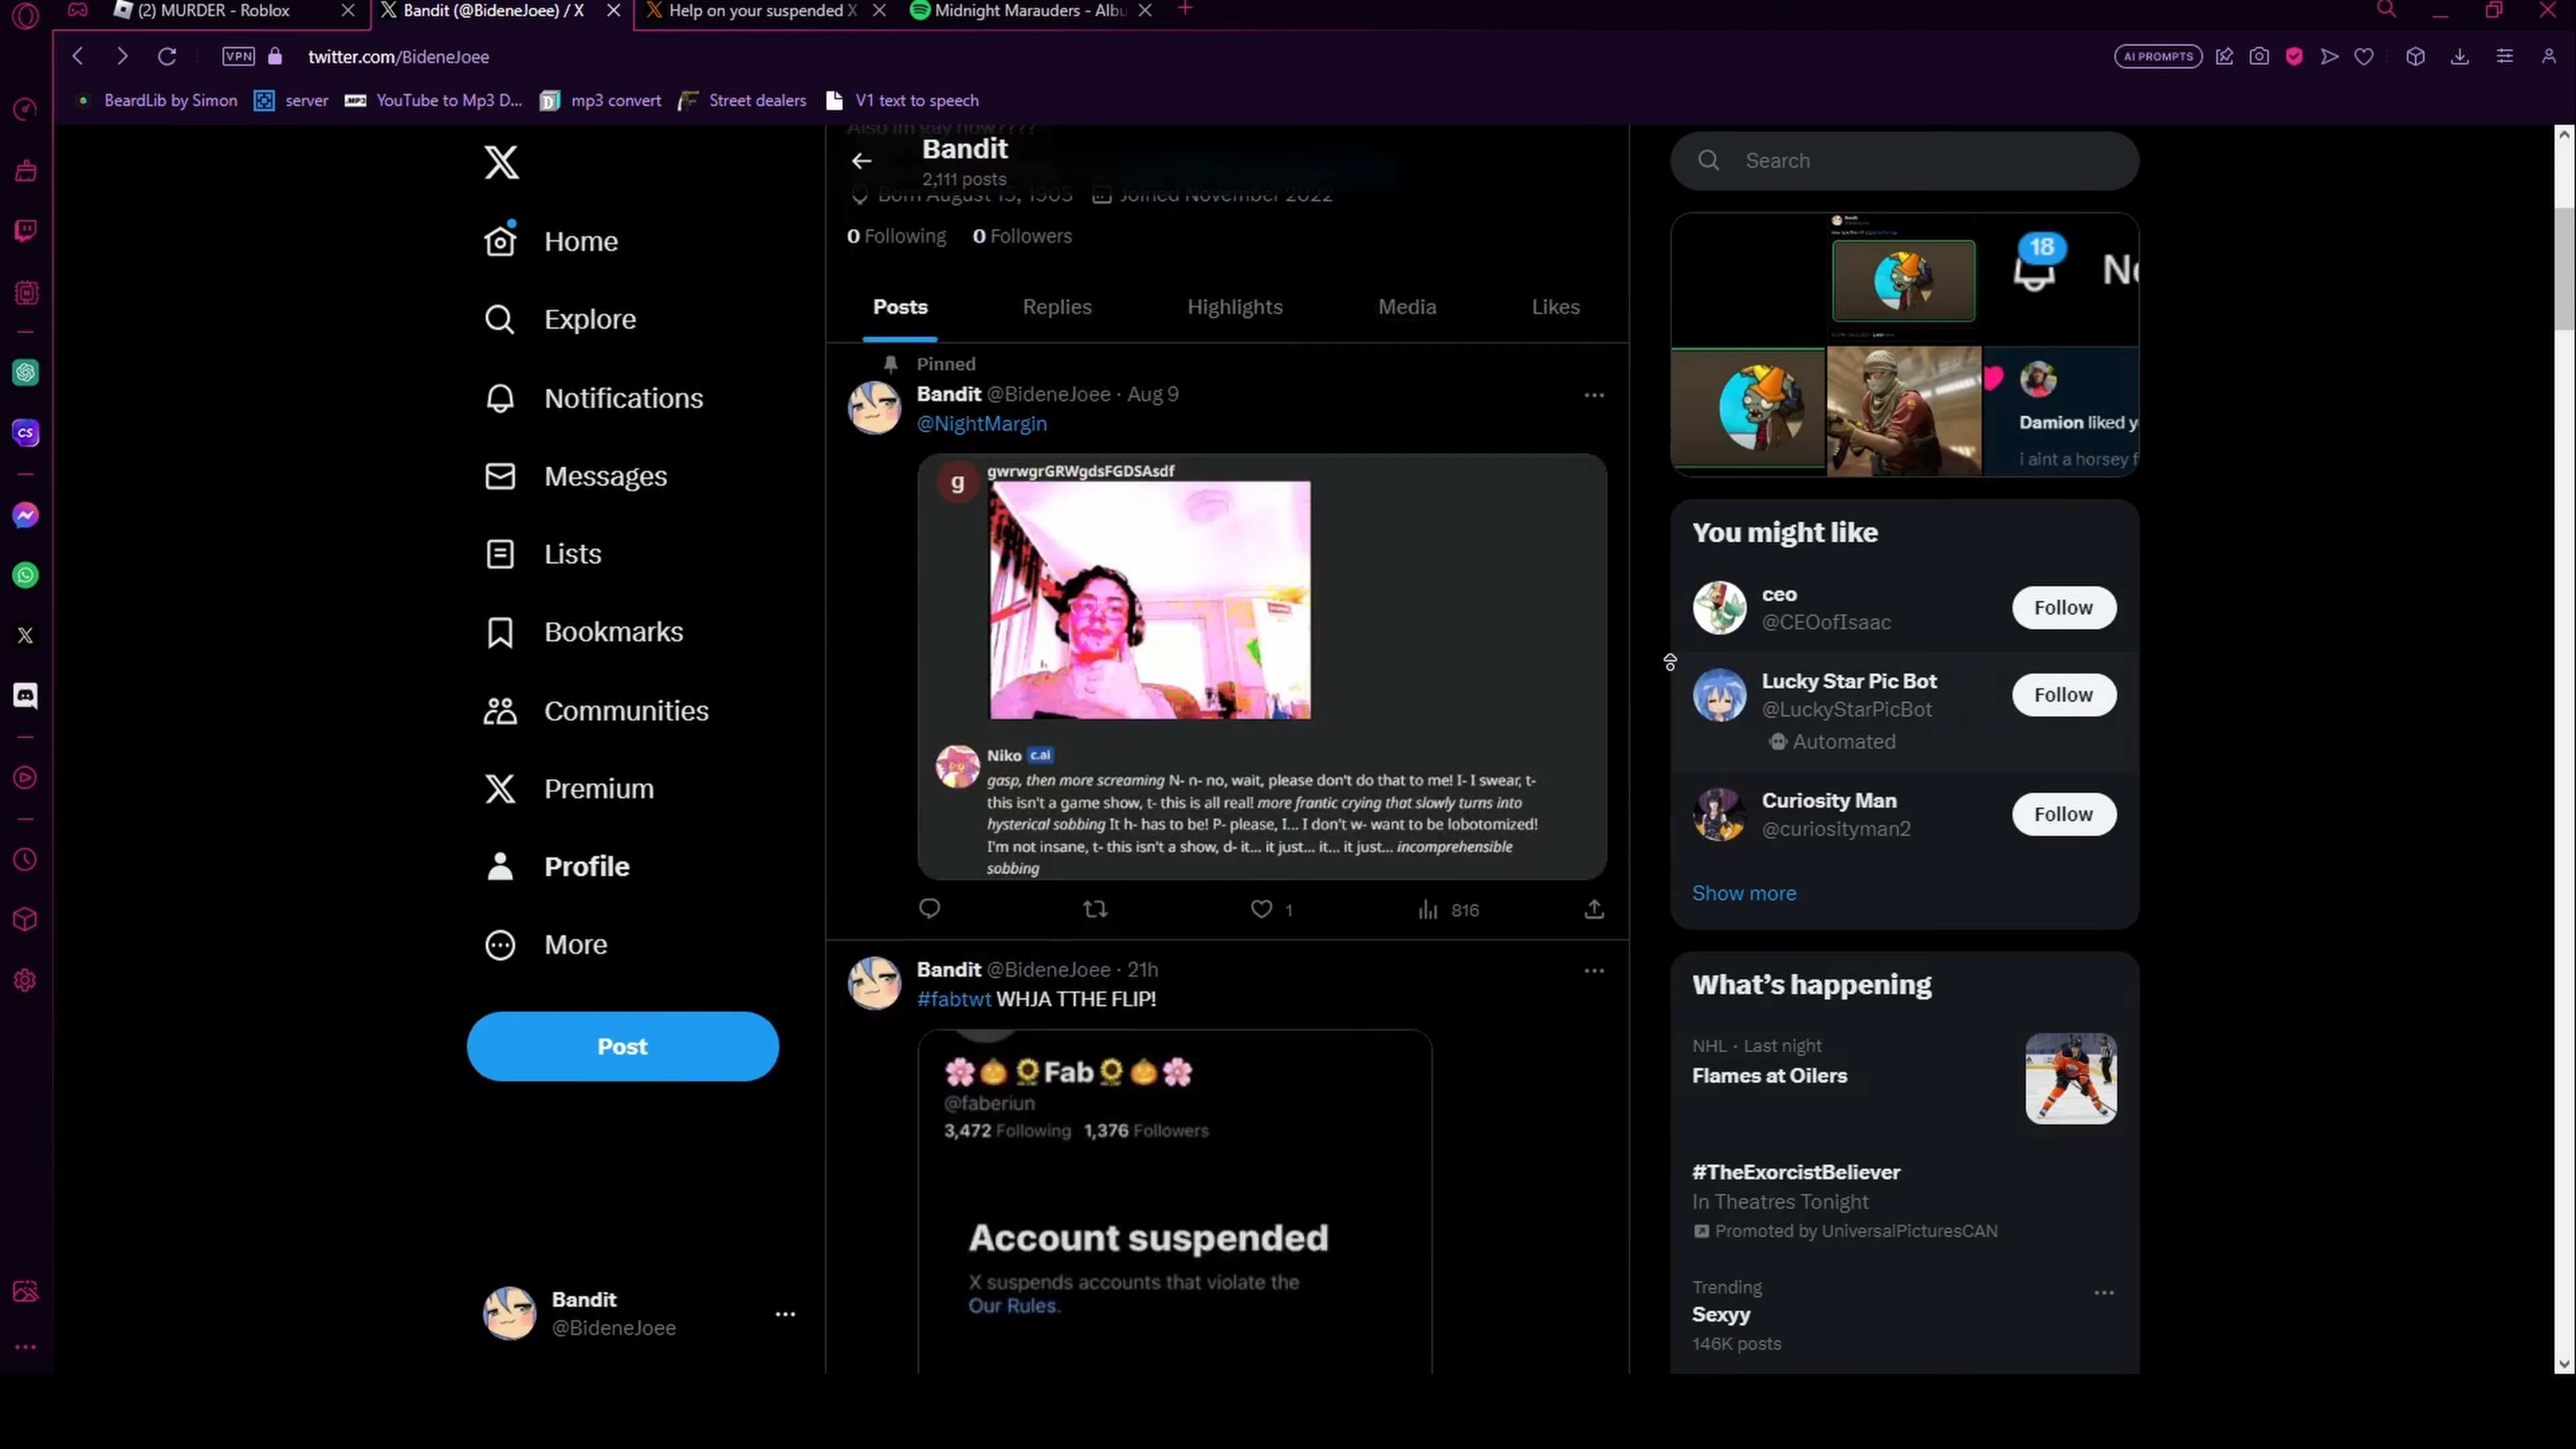 (2) MURDER - Roblox
Bandit (@BideneJoee) / X
Help on your suspended X
Midnight Marauders - Albu
VPN
twitter.com/BideneJoee
AI PROMPTS
BeardLib by Simon
server
YouTube to Mp3 D...
mp3 convert
Street dealers
V1 text to speech
Home
Explore
Notifications
Messages
Lists
Bookmarks
Communities
Premium
Profile
More
Post
Bandit
@BideneJoee
Also im gay now????
Bandit
2,111 posts
Born August 15, 1905
Joined November 2022
0 Following
0 Followers
Posts
Replies
Highlights
Media
Likes
Pinned
Bandit @BideneJoee · Aug 9
@NightMargin
g
gwrwgrGRWgdsFGDSAsdf
Niko c.ai
gasp, then more screaming N- n- no, wait, please don't do that to me! I- I swear, t-
this isn't a game show, t- this is all real! more frantic crying that slowly turns into
hysterical sobbing It h- has to be! P- please, I... I don't w- want to be lobotomized!
I'm not insane, t- this isn't a show, d- it... it just... it... it just... incomprehensible
sobbing
1
816
Bandit @BideneJoee · 21h
#fabtwt WHJA TTHE FLIP!
🌸🎃🌻Fab🌻🎃🌸
@faberiun
3,472 Following 1,376 Followers
Account suspended
X suspends accounts that violate the
Our Rules.
Search
18
No
Damion liked y
i aint a horsey f
You might like
ceo
@CEOofIsaac
Follow
Lucky Star Pic Bot
@LuckyStarPicBot
Automated
Follow
Curiosity Man
@curiosityman2
Follow
Show more
What's happening
NHL · Last night
Flames at Oilers
#TheExorcistBeliever
In Theatres Tonight
Promoted by UniversalPicturesCAN
Trending
Sexyy
146K posts